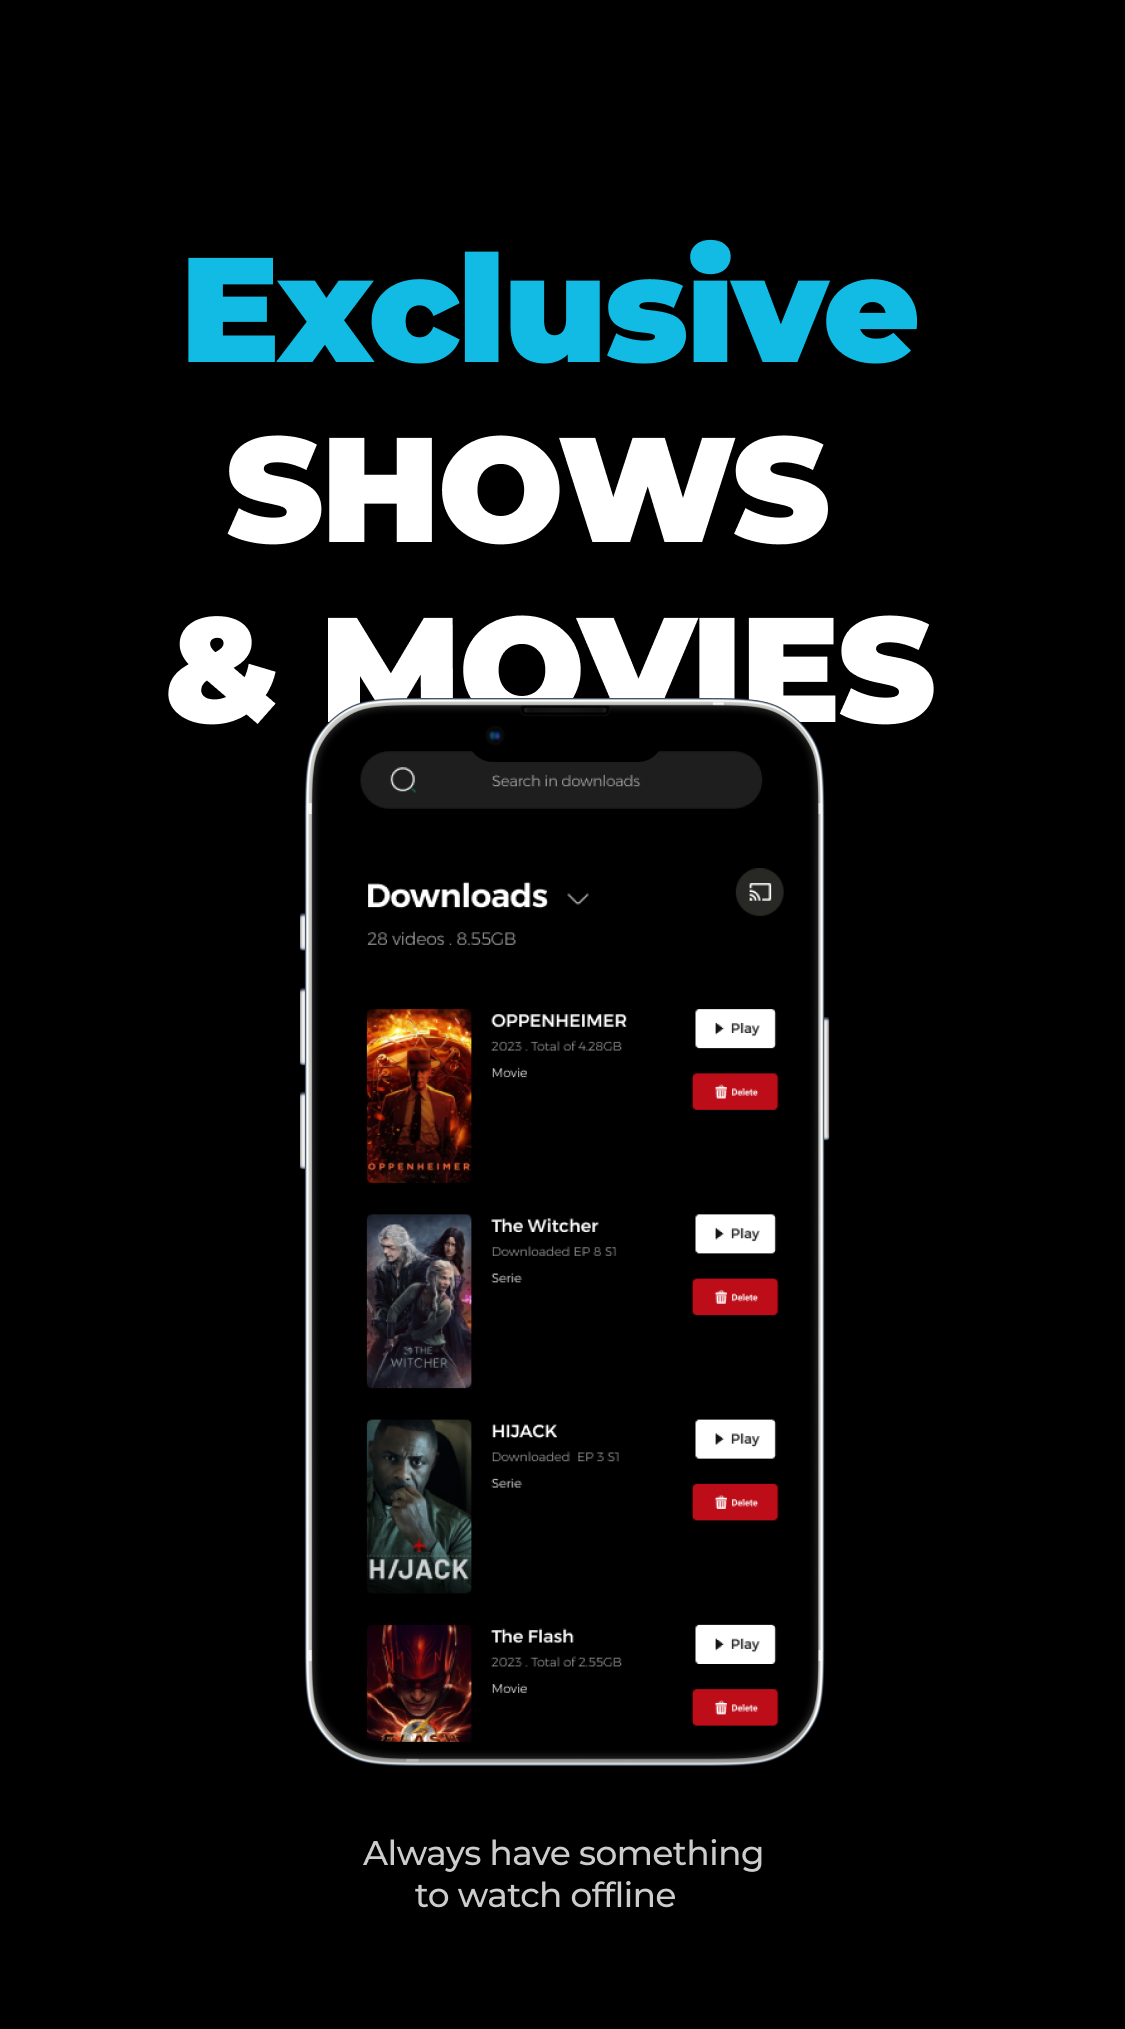 Exclusive
SHOWS
& MOVIES
Search in downloads
Downloads
28 videos . 8.55GB
OPPENHEIMER
2023 . Total of 4.28GB
Movie
Play
Delete
OPPENHEIMER
The Witcher
Downloaded EP 8 S1
Serie
Play
Delete
THE
WITCHER
HIJACK
Downloaded EP 3 S1
Serie
Play
Delete
H/JACK
The Flash
2023 . Total of 2.55GB
Movie
Play
Delete
Always have something
to watch offline